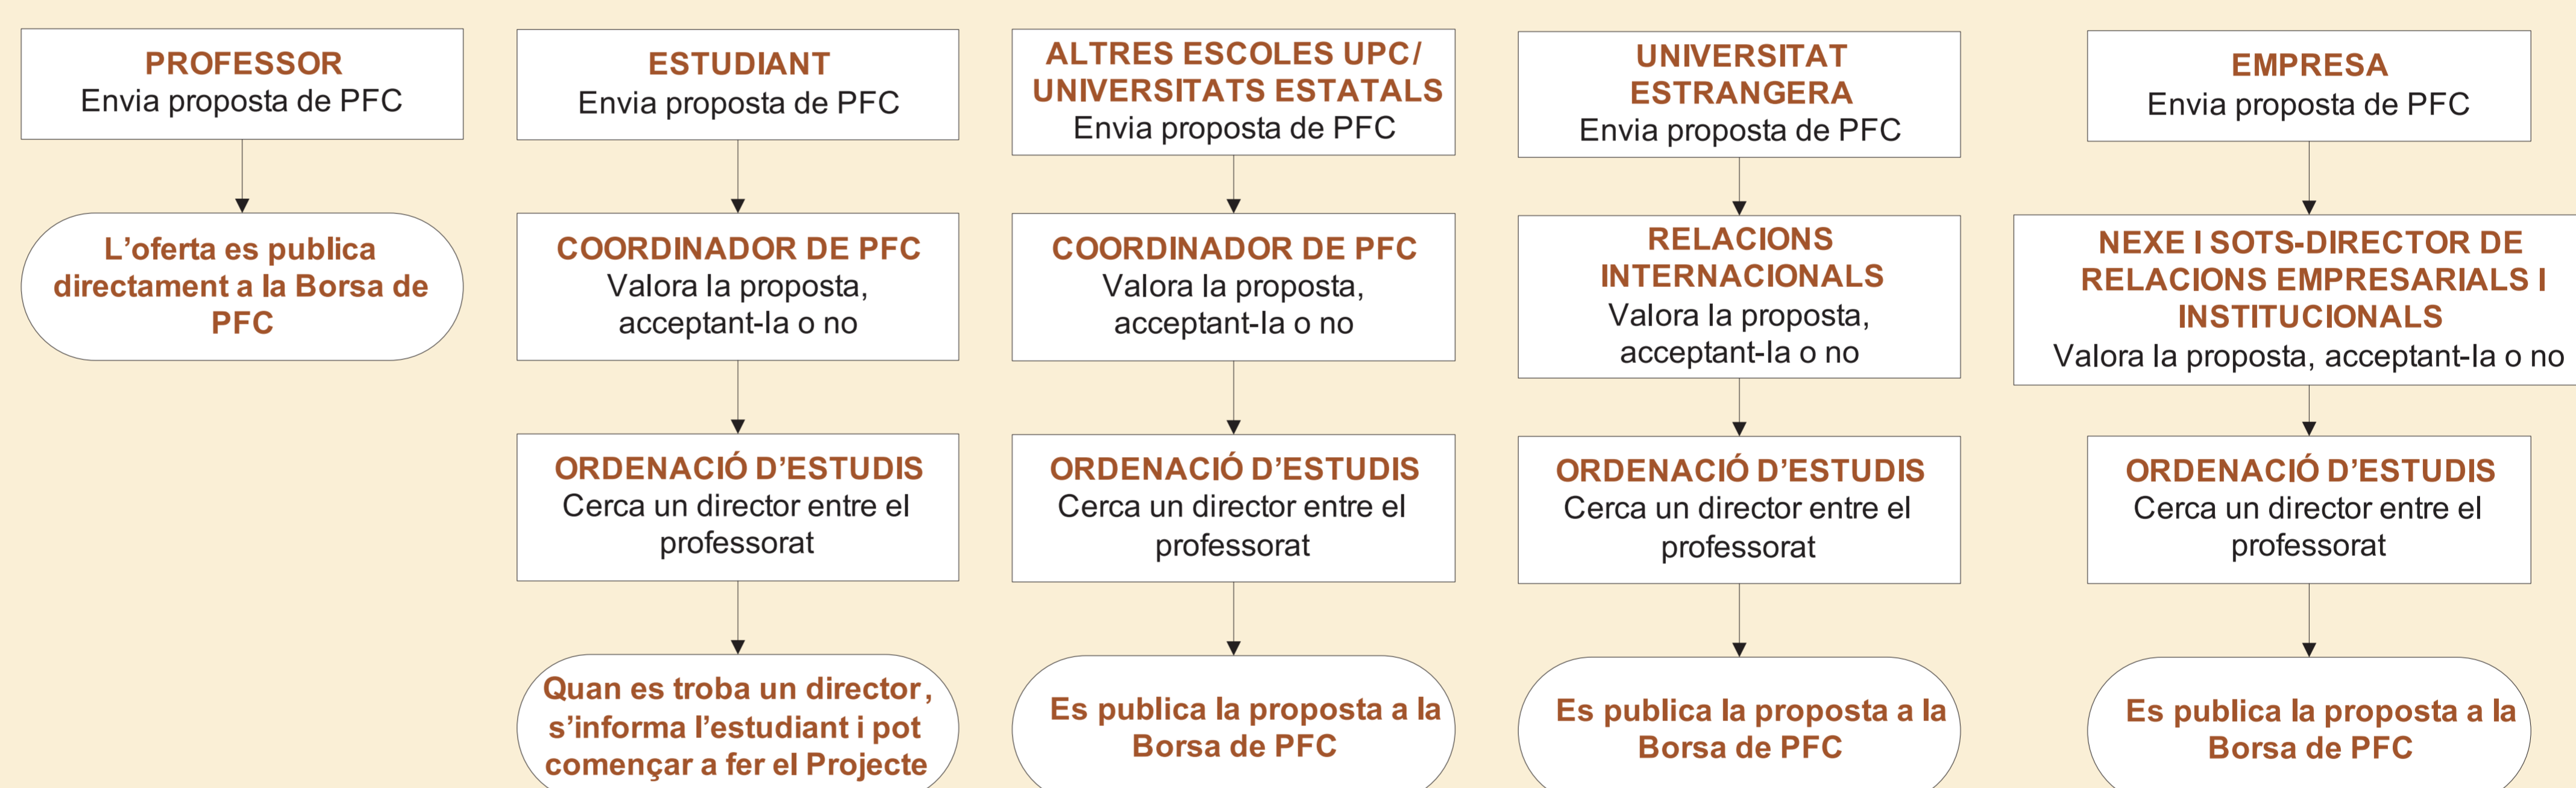 PROFESSOR
Envia proposta de PFC
L’oferta es publica
directament a la Borsa de
PFC
ESTUDIANT
Envia proposta de PFC
COORDINADOR DE PFC
Valora la proposta,
acceptant-la o no
ORDENACIÓ D’ESTUDIS
Cerca un director entre el
professorat
Quan es troba un director,
s’informa l’estudiant i pot
començar a fer el Projecte
ALTRES ESCOLES UPC/
UNIVERSITATS ESTATALS
Envia proposta de PFC
COORDINADOR DE PFC
Valora la proposta,
acceptant-la o no
ORDENACIÓ D’ESTUDIS
Cerca un director entre el
professorat
Es publica la proposta a la
Borsa de PFC
UNIVERSITAT
ESTRANGERA
Envia proposta de PFC
RELACIONS
INTERNACIONALS
Valora la proposta,
acceptant-la o no
ORDENACIÓ D’ESTUDIS
Cerca un director entre el
professorat
Es publica la proposta a la
Borsa de PFC
EMPRESA
Envia proposta de PFC
NEXE I SOTS-DIRECTOR DE
RELACIONS EMPRESARIALS I
INSTITUCIONALS
Valora la proposta, acceptant-la o no
ORDENACIÓ D’ESTUDIS
Cerca un director entre el
professorat
Es publica la proposta a la
Borsa de PFC